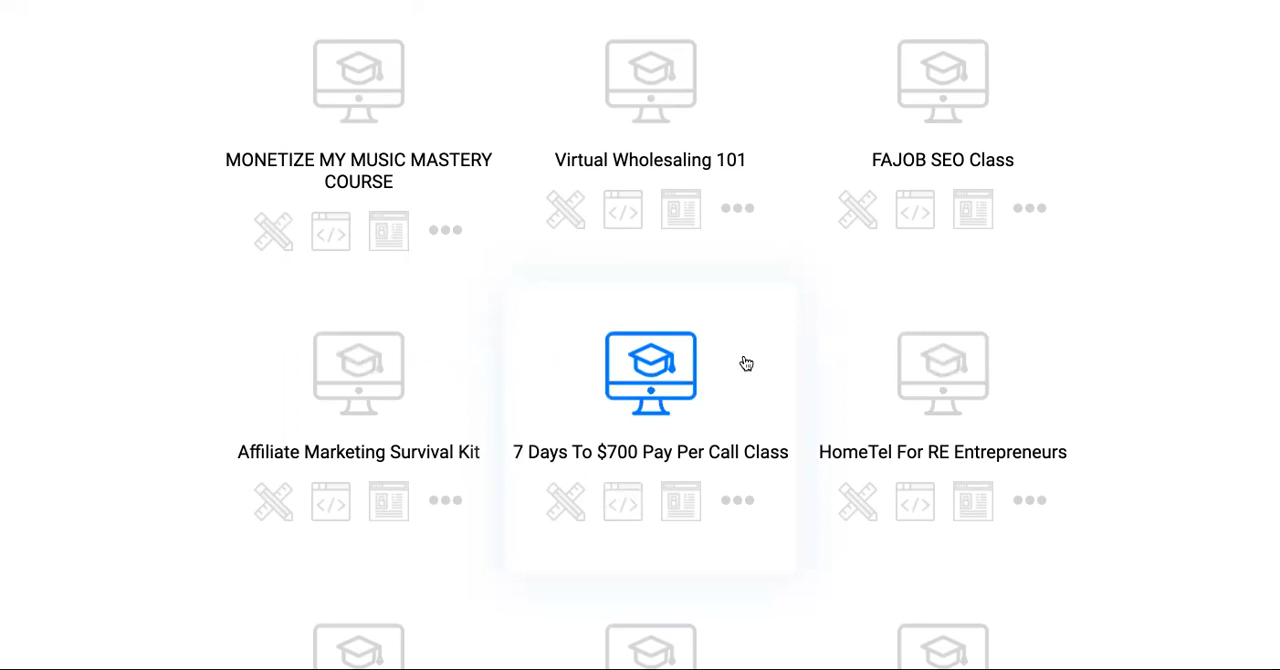 MONETIZE MY MUSIC MASTERY
COURSE
Virtual Wholesaling 101
FAJOB SEO Class
Affiliate Marketing Survival Kit
7 Days To $700 Pay Per Call Class
HomeTel For RE Entrepreneurs